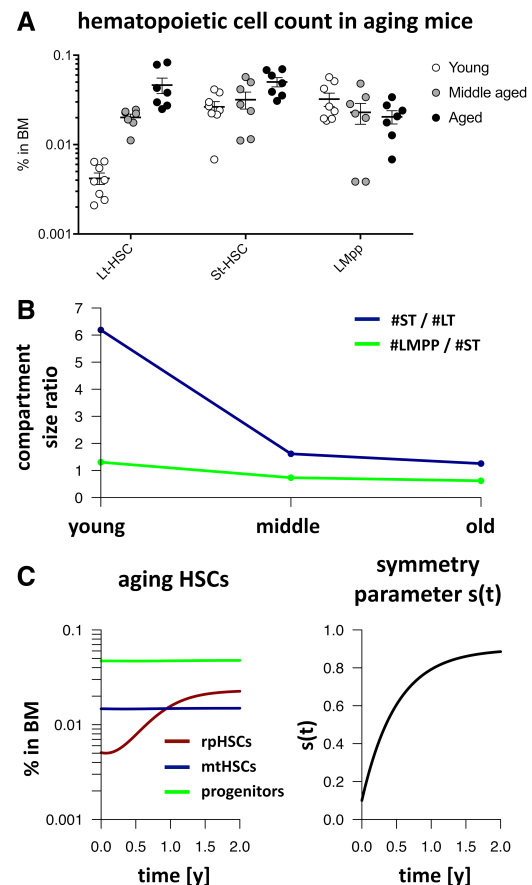 A
hematopoietic cell count in aging mice
% in BM
0.1
0.01
0.001
Young
Middle aged
Aged
Lt-HSC
St-HSC
LMpp
B
compartment
size ratio
7
6
5
4
3
2
1
0
#ST / #LT
#LMPP / #ST
young middle old
C
aging HSCs
% in BM
0.1
0.01
0.001
rpHSCs
mtHSCs
progenitors
0.0 0.5 1.0 1.5 2.0
time [y]
symmetry
parameter s(t)
s(t)
1.0
0.8
0.6
0.4
0.2
0.0
0.0 0.5 1.0 1.5 2.0
time [y]